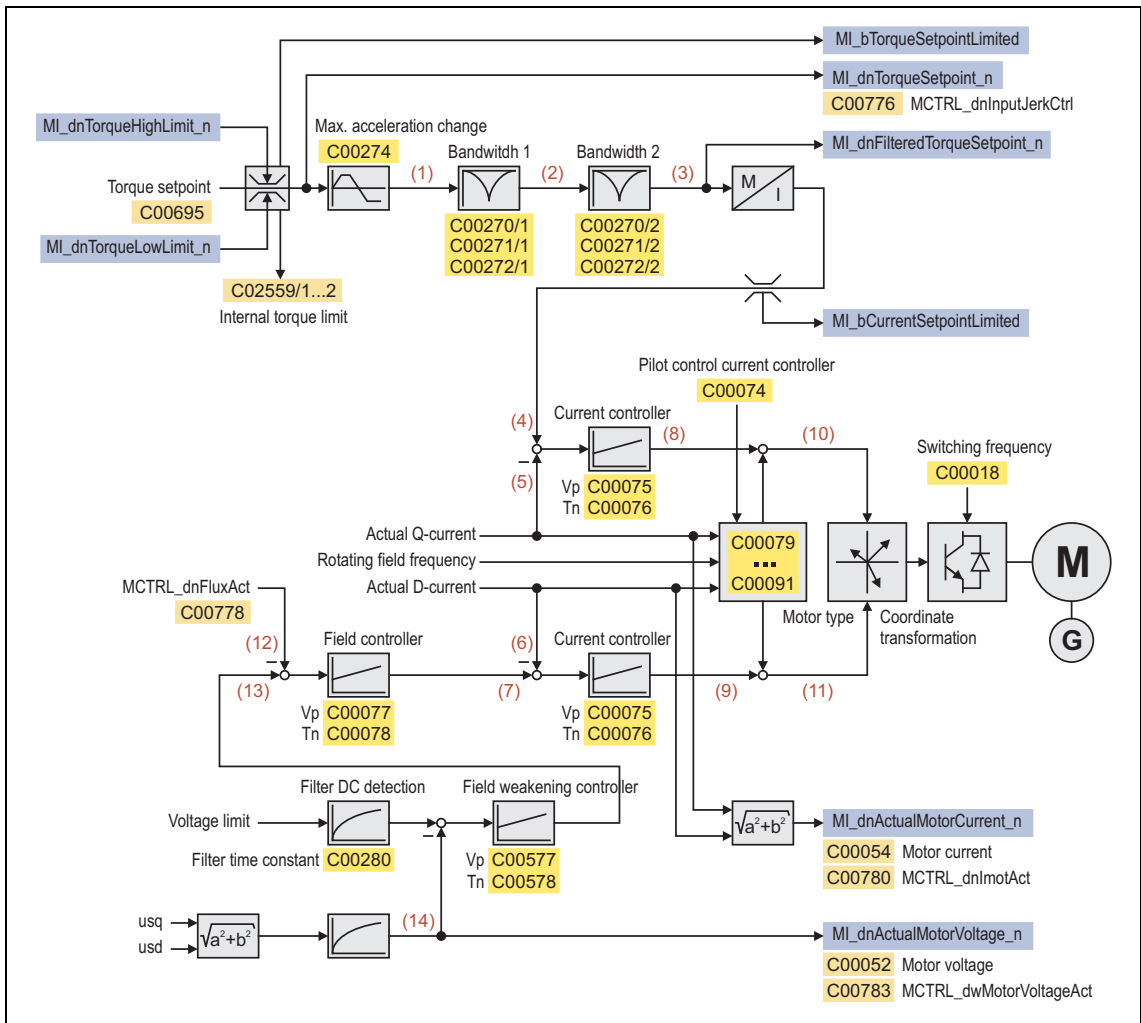 MI_bTorqueSetpointLimited
MI_dnTorqueSetpoint_n
C00776 MCTRL_dnInputJerkCtrl
MI_dnTorqueHighLimit_n
Max. acceleration change
C00274
Bandwitdh 1
Bandwidth 2
MI_dnFilteredTorqueSetpoint_n
(1)
(2)
(3)
M
I
Torque setpoint
C00695
C00270/1
C00271/1
C00272/1
C00270/2
C00271/2
C00272/2
MI_dnTorqueLowLimit_n
C02559/1...2
Internal torque limit
MI_bCurrentSetpointLimited
Pilot control current controller
C00074
(4)
Current controller
(8)
(10)
Switching frequency
C00018
–
(5)
Vp C00075
Tn C00076
Actual Q-current
Rotating field frequency
Actual D-current
C00079
...
C00091
M
G
Motor type
Coordinate
transformation
MCTRL_dnFluxAct
C00778
(12)
–
(13)
Field controller
(6)
–
(7)
Current controller
(9)
(11)
Vp C00077
Tn C00078
Vp C00075
Tn C00076
Filter DC detection
Field weakening controller
Voltage limit
–
Filter time constant C00280
Vp C00577
Tn C00578
√a²+b²
MI_dnActualMotorCurrent_n
C00054 Motor current
C00780 MCTRL_dnImotAct
usq
usd
√a²+b²
(14)
MI_dnActualMotorVoltage_n
C00052 Motor voltage
C00783 MCTRL_dwMotorVoltageAct